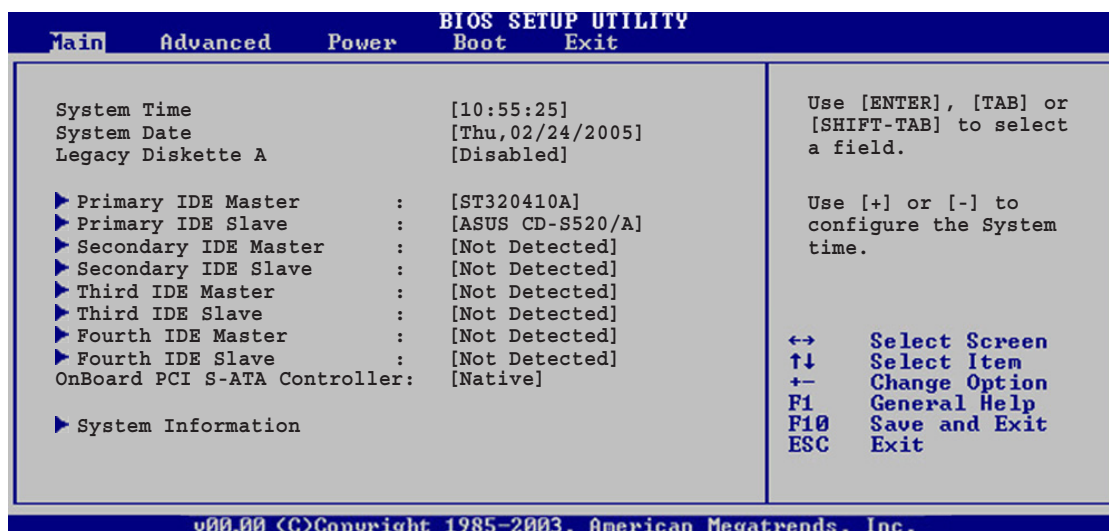 BIOS SETUP UTILITY
Main Advanced Power Boot Exit
System Time [10:55:25]
System Date [Thu,02/24/2005]
Legacy Diskette A [Disabled]
Primary IDE Master : [ST320410A]
Primary IDE Slave : [ASUS CD-S520/A]
Secondary IDE Master : [Not Detected]
Secondary IDE Slave : [Not Detected]
Third IDE Master : [Not Detected]
Third IDE Slave : [Not Detected]
Fourth IDE Master : [Not Detected]
Fourth IDE Slave : [Not Detected]
OnBoard PCI S-ATA Controller: [Native]
System Information
Use [ENTER], [TAB] or
[SHIFT-TAB] to select
a field.
Use [+] or [-] to
configure the System
time.
←→ Select Screen
↑↓ Select Item
+- Change Option
F1 General Help
F10 Save and Exit
ESC Exit
v00.00 (C)Copyright 1985-2003, American Megatrends, Inc.